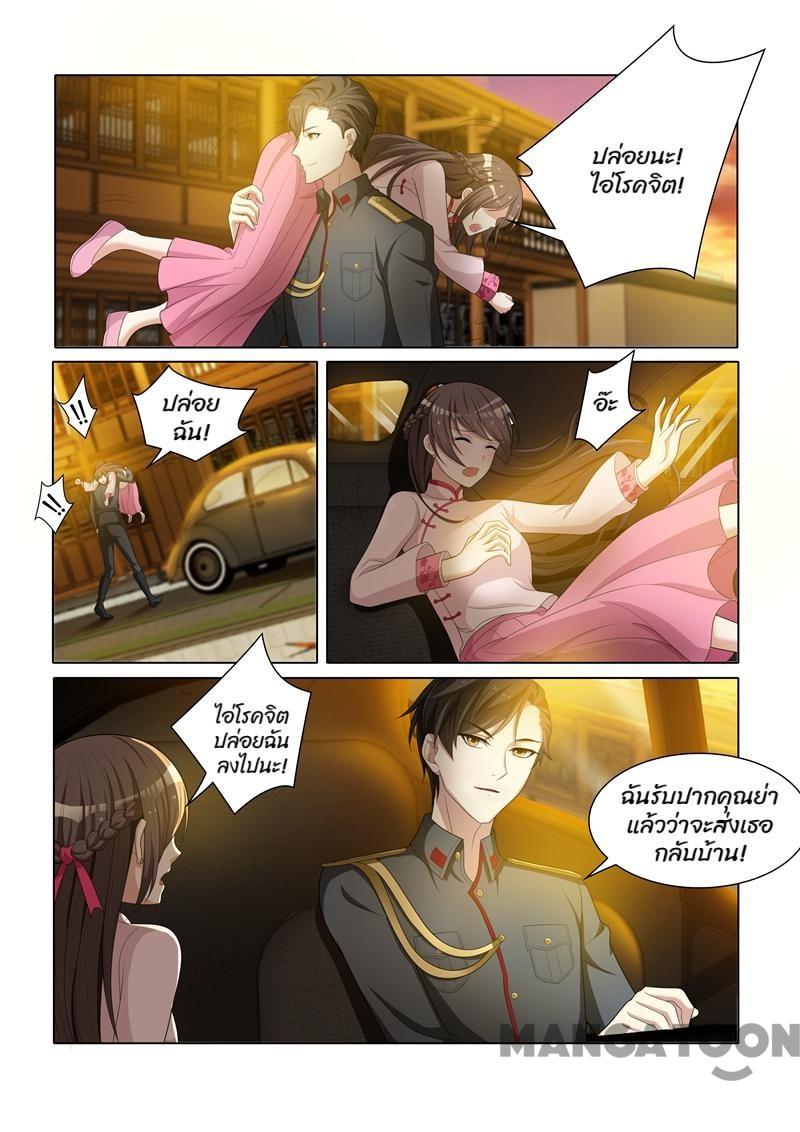 ปล่อยนะ!
ไอ้โรคจิต!
!!
ปล่อย
ฉัน!
!!
อ๊ะ
ไอ้โรคจิต
ปล่อยฉัน
ลงไปนะ!
ฉันรับปากคุณย่า
แล้วว่าจะส่งเธอ
กลับบ้าน!
MANGATOON